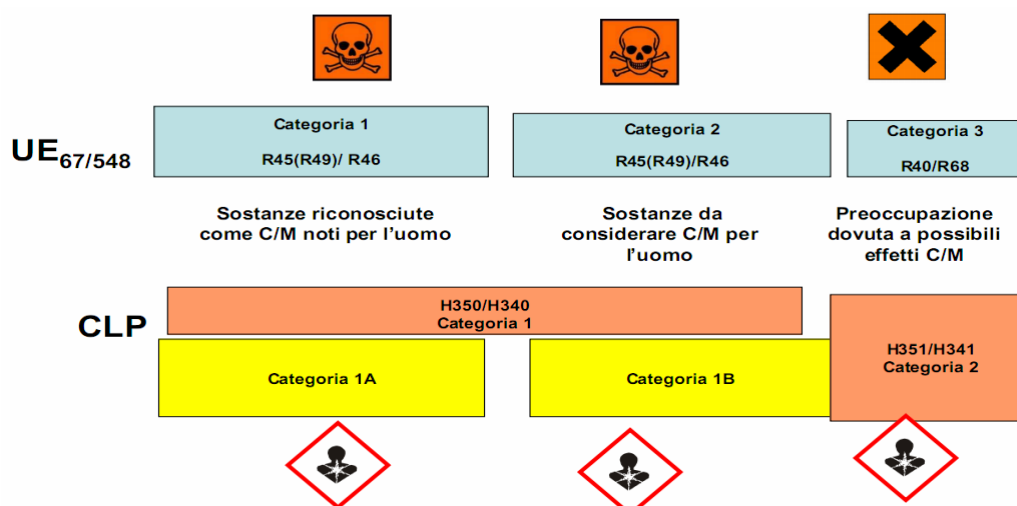 Categoria 1
R45(R49)/ R46
Categoria 2
R45(R49)/R46
Categoria 3
R40/R68
UE67/548
Sostanze riconosciute
come C/M noti per l'uomo
Sostanze da
considerare C/M per
l'uomo
Preoccupazione
dovuta a possibili
effetti C/M
CLP
H350/H340
Categoria 1
Categoria 1A
Categoria 1B
H351/H341
Categoria 2